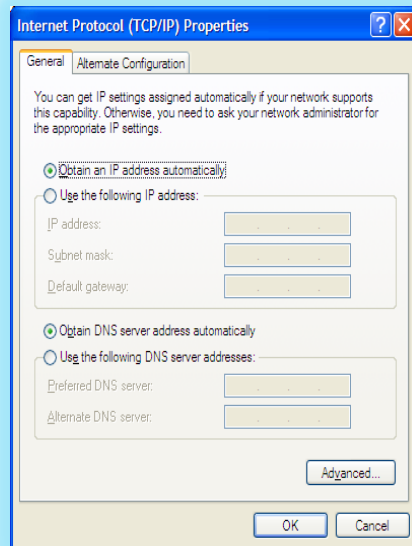 Internet Protocol (TCP/IP) Properties
General Alternate Configuration
You can get IP settings assigned automatically if your network supports
this capability. Otherwise, you need to ask your network administrator for
the appropriate IP settings.
Obtain an IP address automatically
Use the following IP address:
IP address:
Subnet mask:
Default gateway:
Obtain DNS server address automatically
Use the following DNS server addresses:
Preferred DNS server:
Alternate DNS server:
Advanced...
OK Cancel